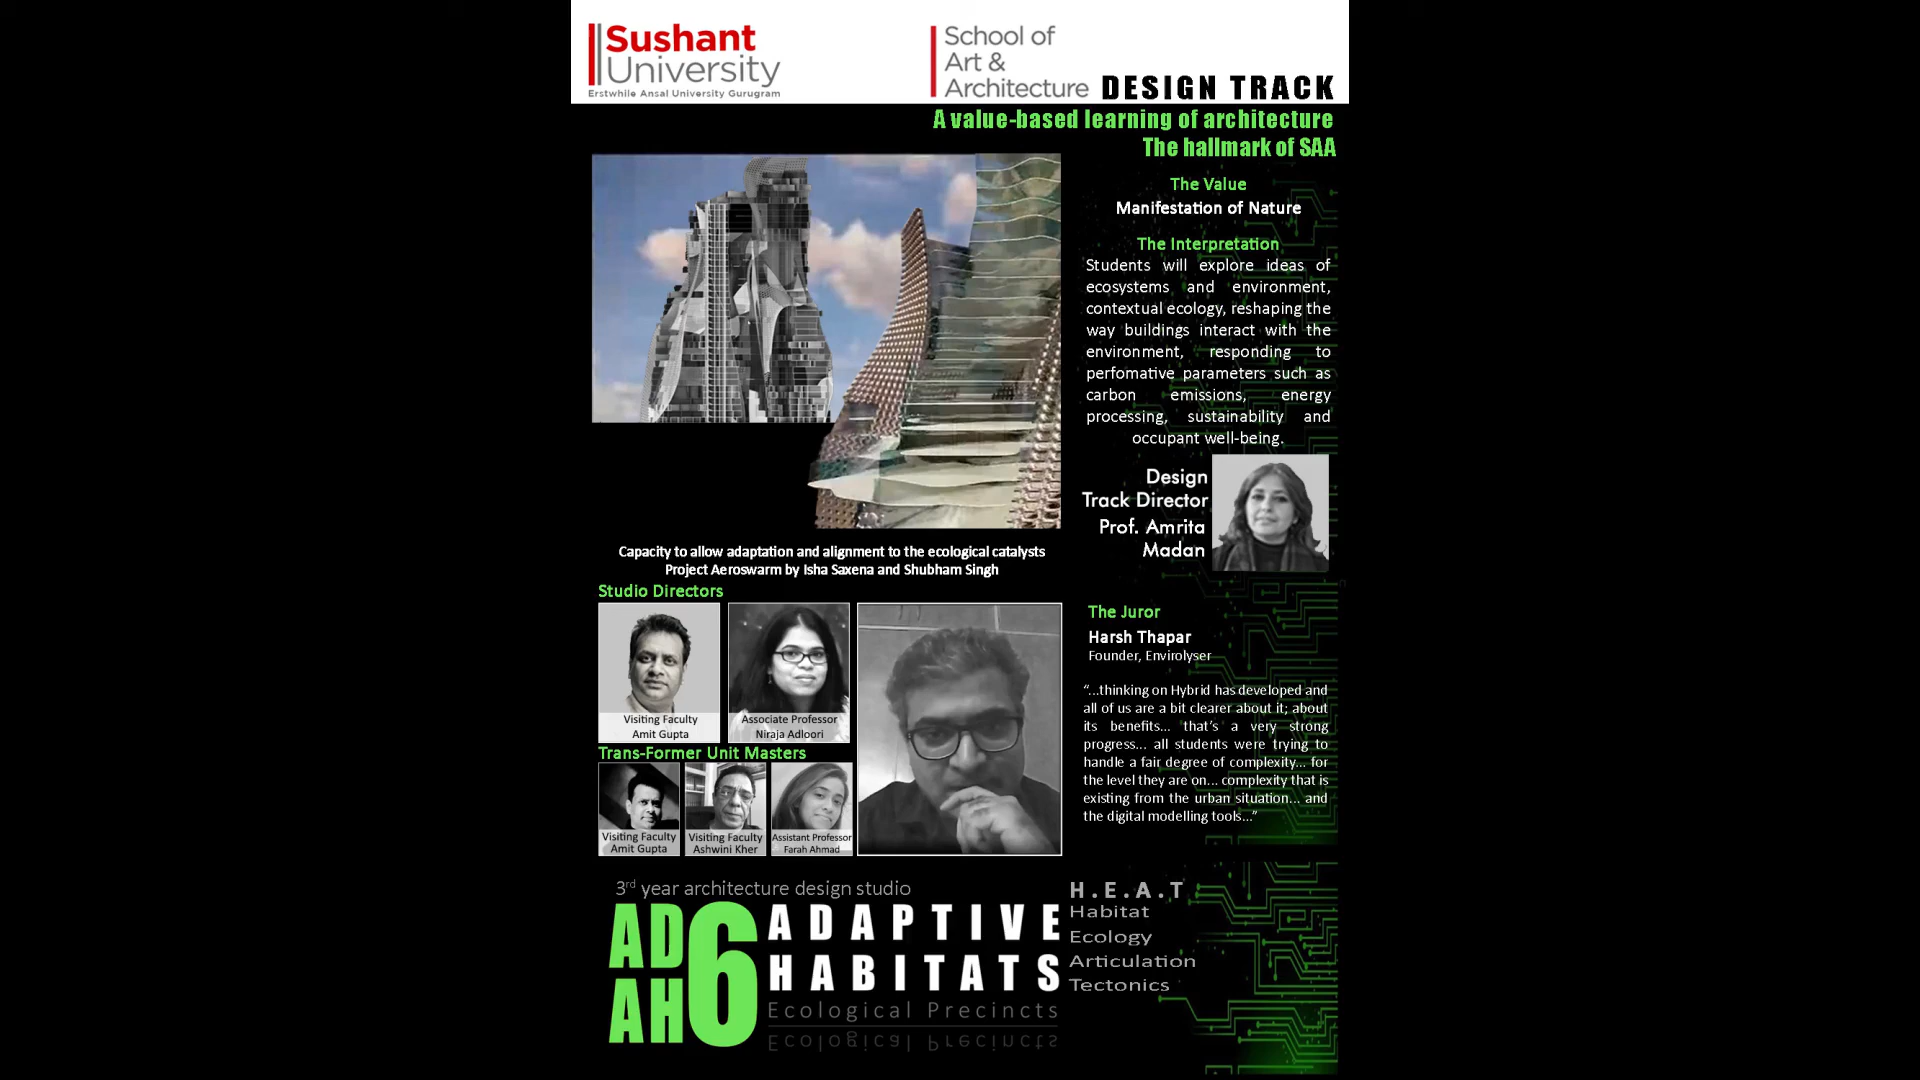 Sushant
University
Erstwhile Ansal University Gurugram
School of
Art &
Architecture
DESIGN TRACK
A value-based learning of architecture
The hallmark of SAA
The Value
Manifestation of Nature
The Interpretation
Students will explore ideas of
ecosystems and environment,
contextual ecology, reshaping the
way buildings interact with the
environment, responding to
perfomative parameters such as
carbon emissions, energy
processing, sustainability and
occupant well-being.
Design
Track Director
Prof. Amrita
Madan
Capacity to allow adaptation and alignment to the ecological catalysts
Project Aeroswarm by Isha Saxena and Shubham Singh
Studio Directors
Visiting Faculty
Amit Gupta
Associate Professor
Niraja Adloori
Trans-Former Unit Masters
Visiting Faculty
Amit Gupta
Visiting Faculty
Ashwini Kher
Assistant Professor
Farah Ahmad
The Juror
Harsh Thapar
Founder, Envirolyser
“...thinking on Hybrid has developed and
all of us are a bit clearer about it; about
its benefits... that’s a very strong
progress... all students were trying to
handle a fair degree of complexity... for
the level they are on... complexity that is
existing from the urban situation... and
the digital modelling tools...”
3rd year architecture design studio
AD
AH
6
ADAPTIVE
HABITATS
Ecological Precincts
Ecological Precincts
H.E.A.T
Habitat
Ecology
Articulation
Tectonics